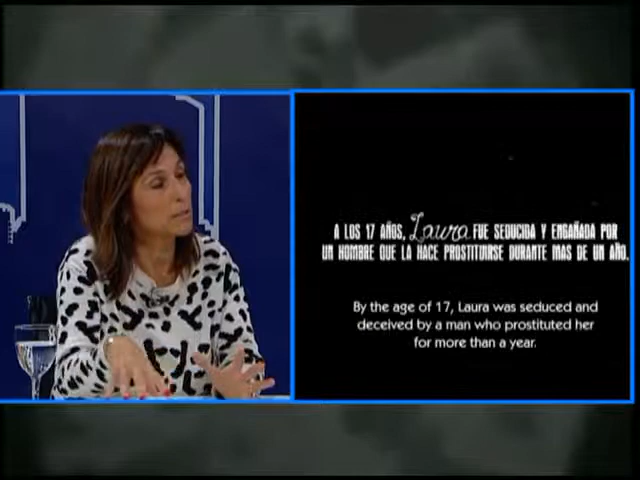 A LOS 17 AÑOS, Laura FUE SEDUCIDA Y ENGAÑADA POR
UN HOMBRE QUE LA HACE PROSTITUIRSE DURANTE MAS DE UN AÑO.
By the age of 17, Laura was seduced and
deceived by a man who prostituted her
for more than a year.